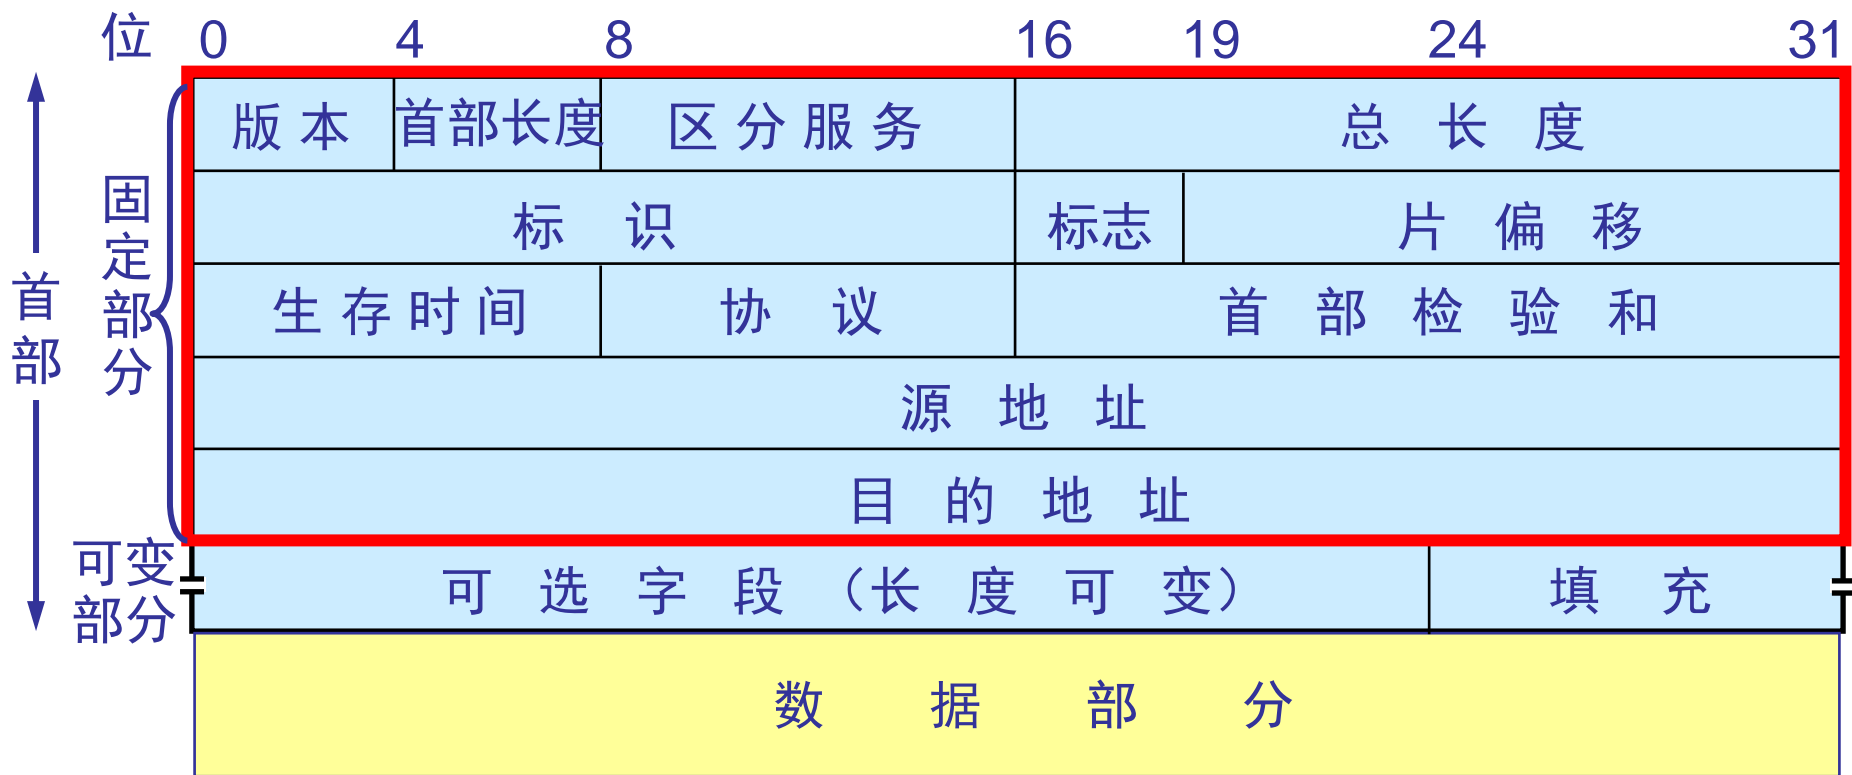 位 0 4 8 16 19 24 31
版 本 首部长度 区 分 服 务 总 长 度
标 识 标志 片 偏 移
生 存 时 间 协 议 首 部 检 验 和
源 地 址
目 的 地 址
可 选 字 段 （长 度 可 变） 填 充
数 据 部 分
首部
固定部分
可变
部分